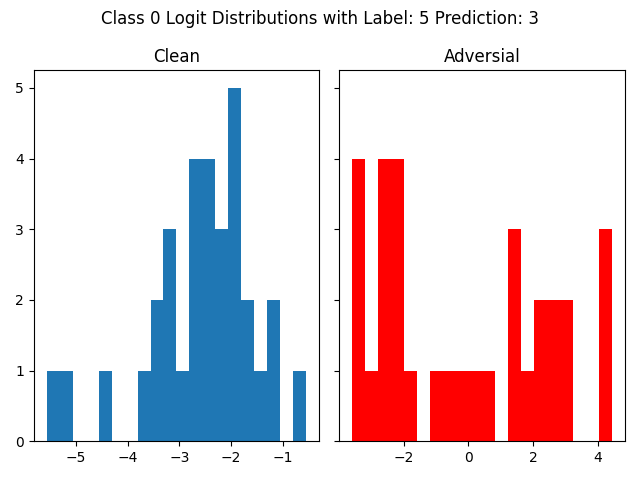 Class 0 Logit Distributions with Label: 5 Prediction: 3
Clean
Adversial
5
4
3
2
1
0
−5 −4 −3 −2 −1
−2 0 2 4